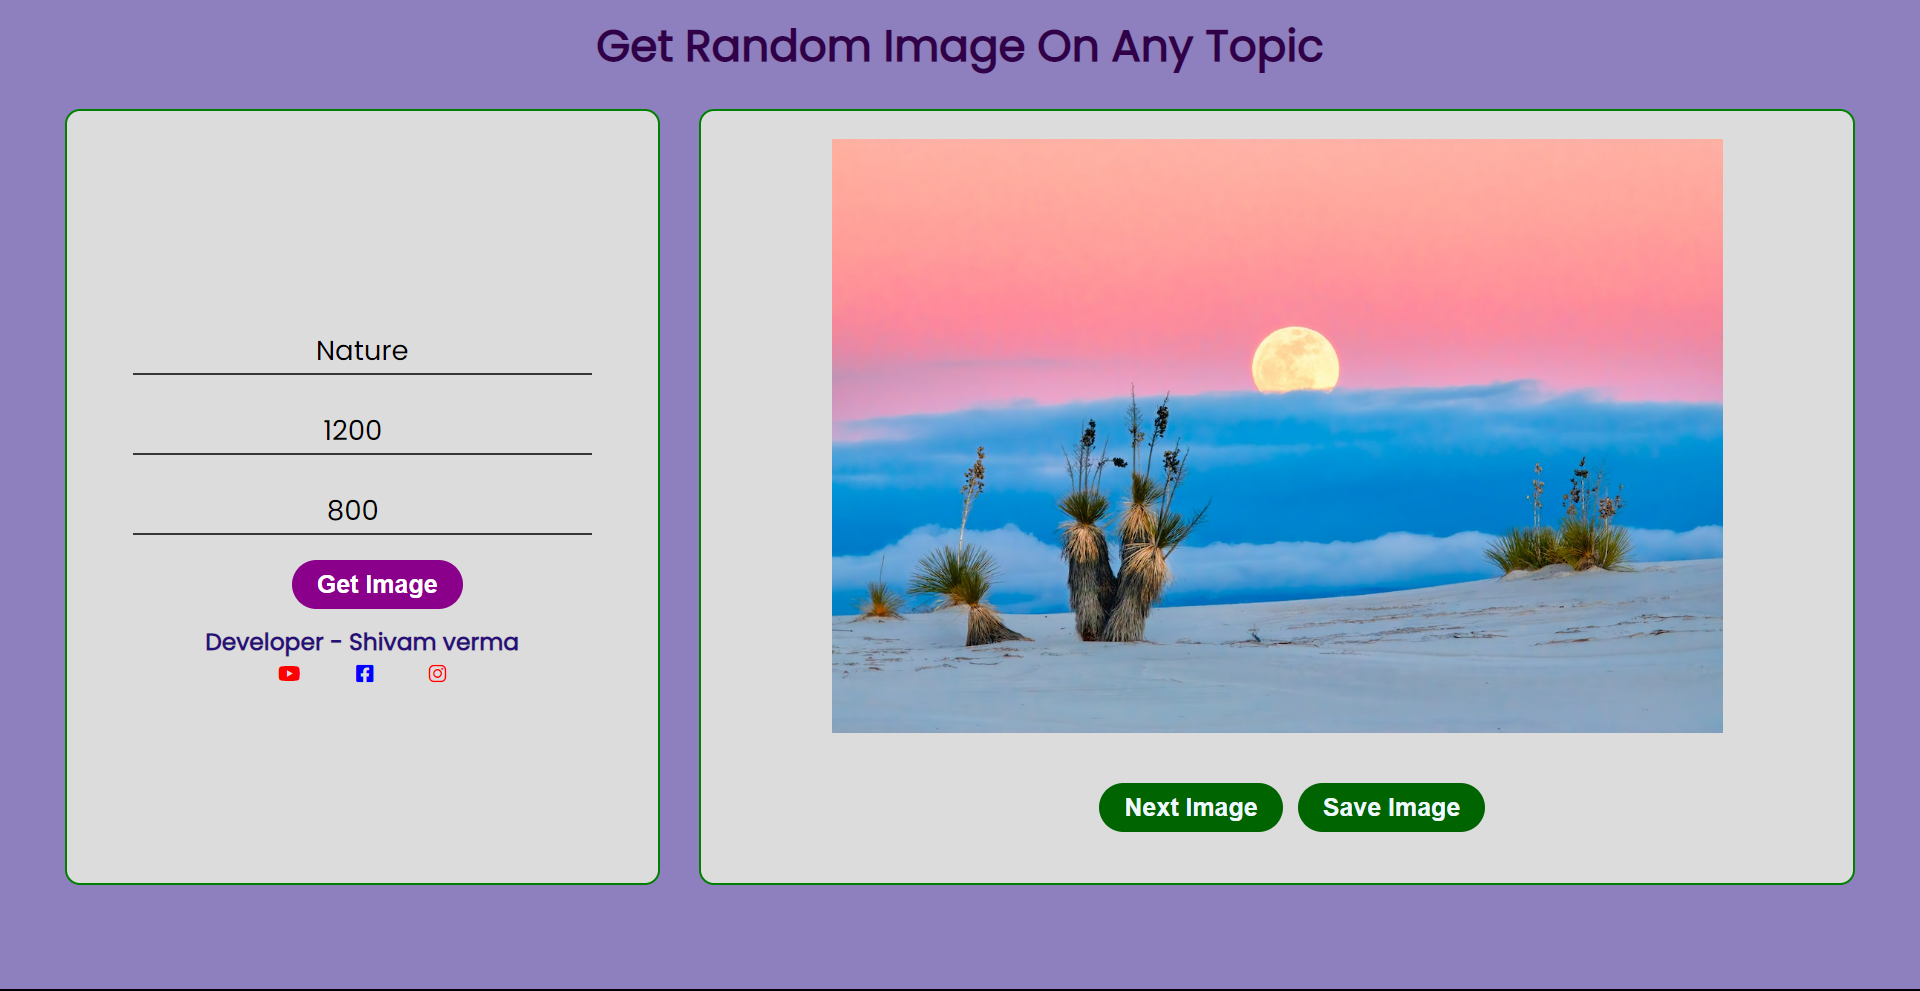 Get Random Image On Any Topic
Nature
1200
800
Get Image
Developer - Shivam verma
Next Image Save Image